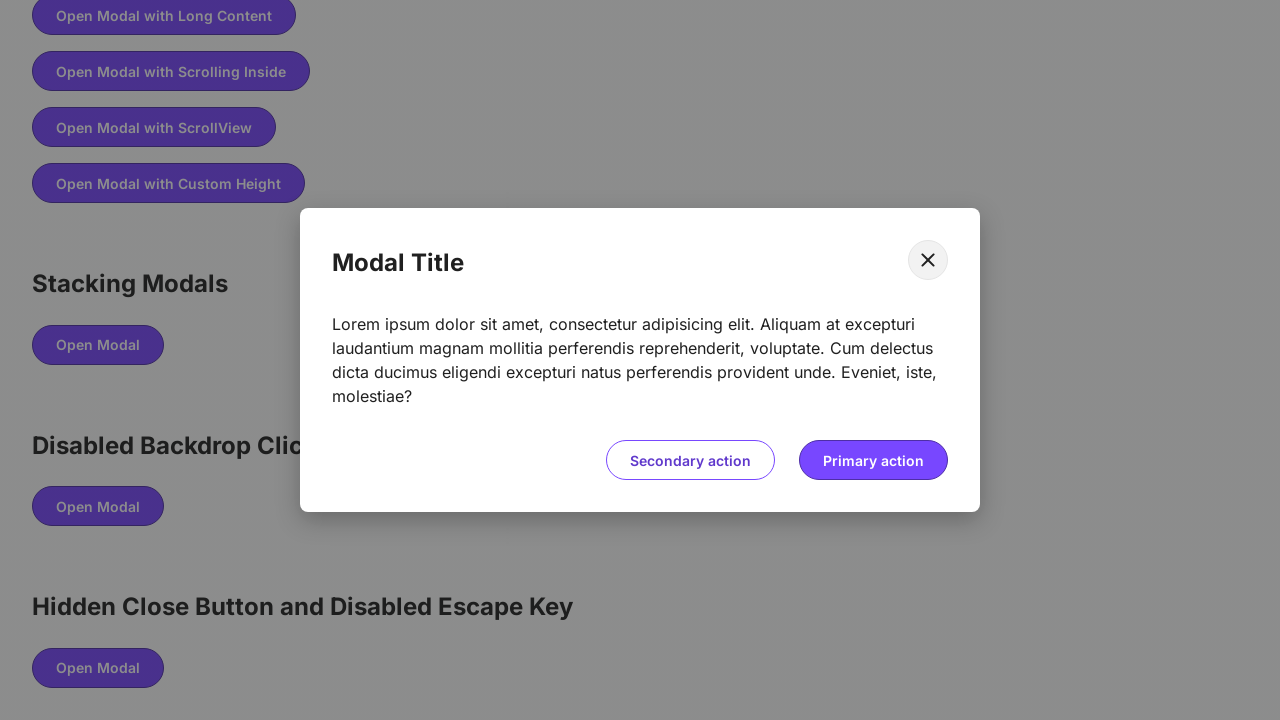 Open Modal with Long Content
Open Modal with Scrolling Inside
Open Modal with ScrollView
Open Modal with Custom Height
Stacking Modals
Open Modal
Disabled Backdrop Clic
Open Modal
Hidden Close Button and Disabled Escape Key
Open Modal
Modal Title
Lorem ipsum dolor sit amet, consectetur adipisicing elit. Aliquam at excepturi
laudantium magnam mollitia perferendis reprehenderit, voluptate. Cum delectus
dicta ducimus eligendi excepturi natus perferendis provident unde. Eveniet, iste,
molestiae?
Secondary action
Primary action